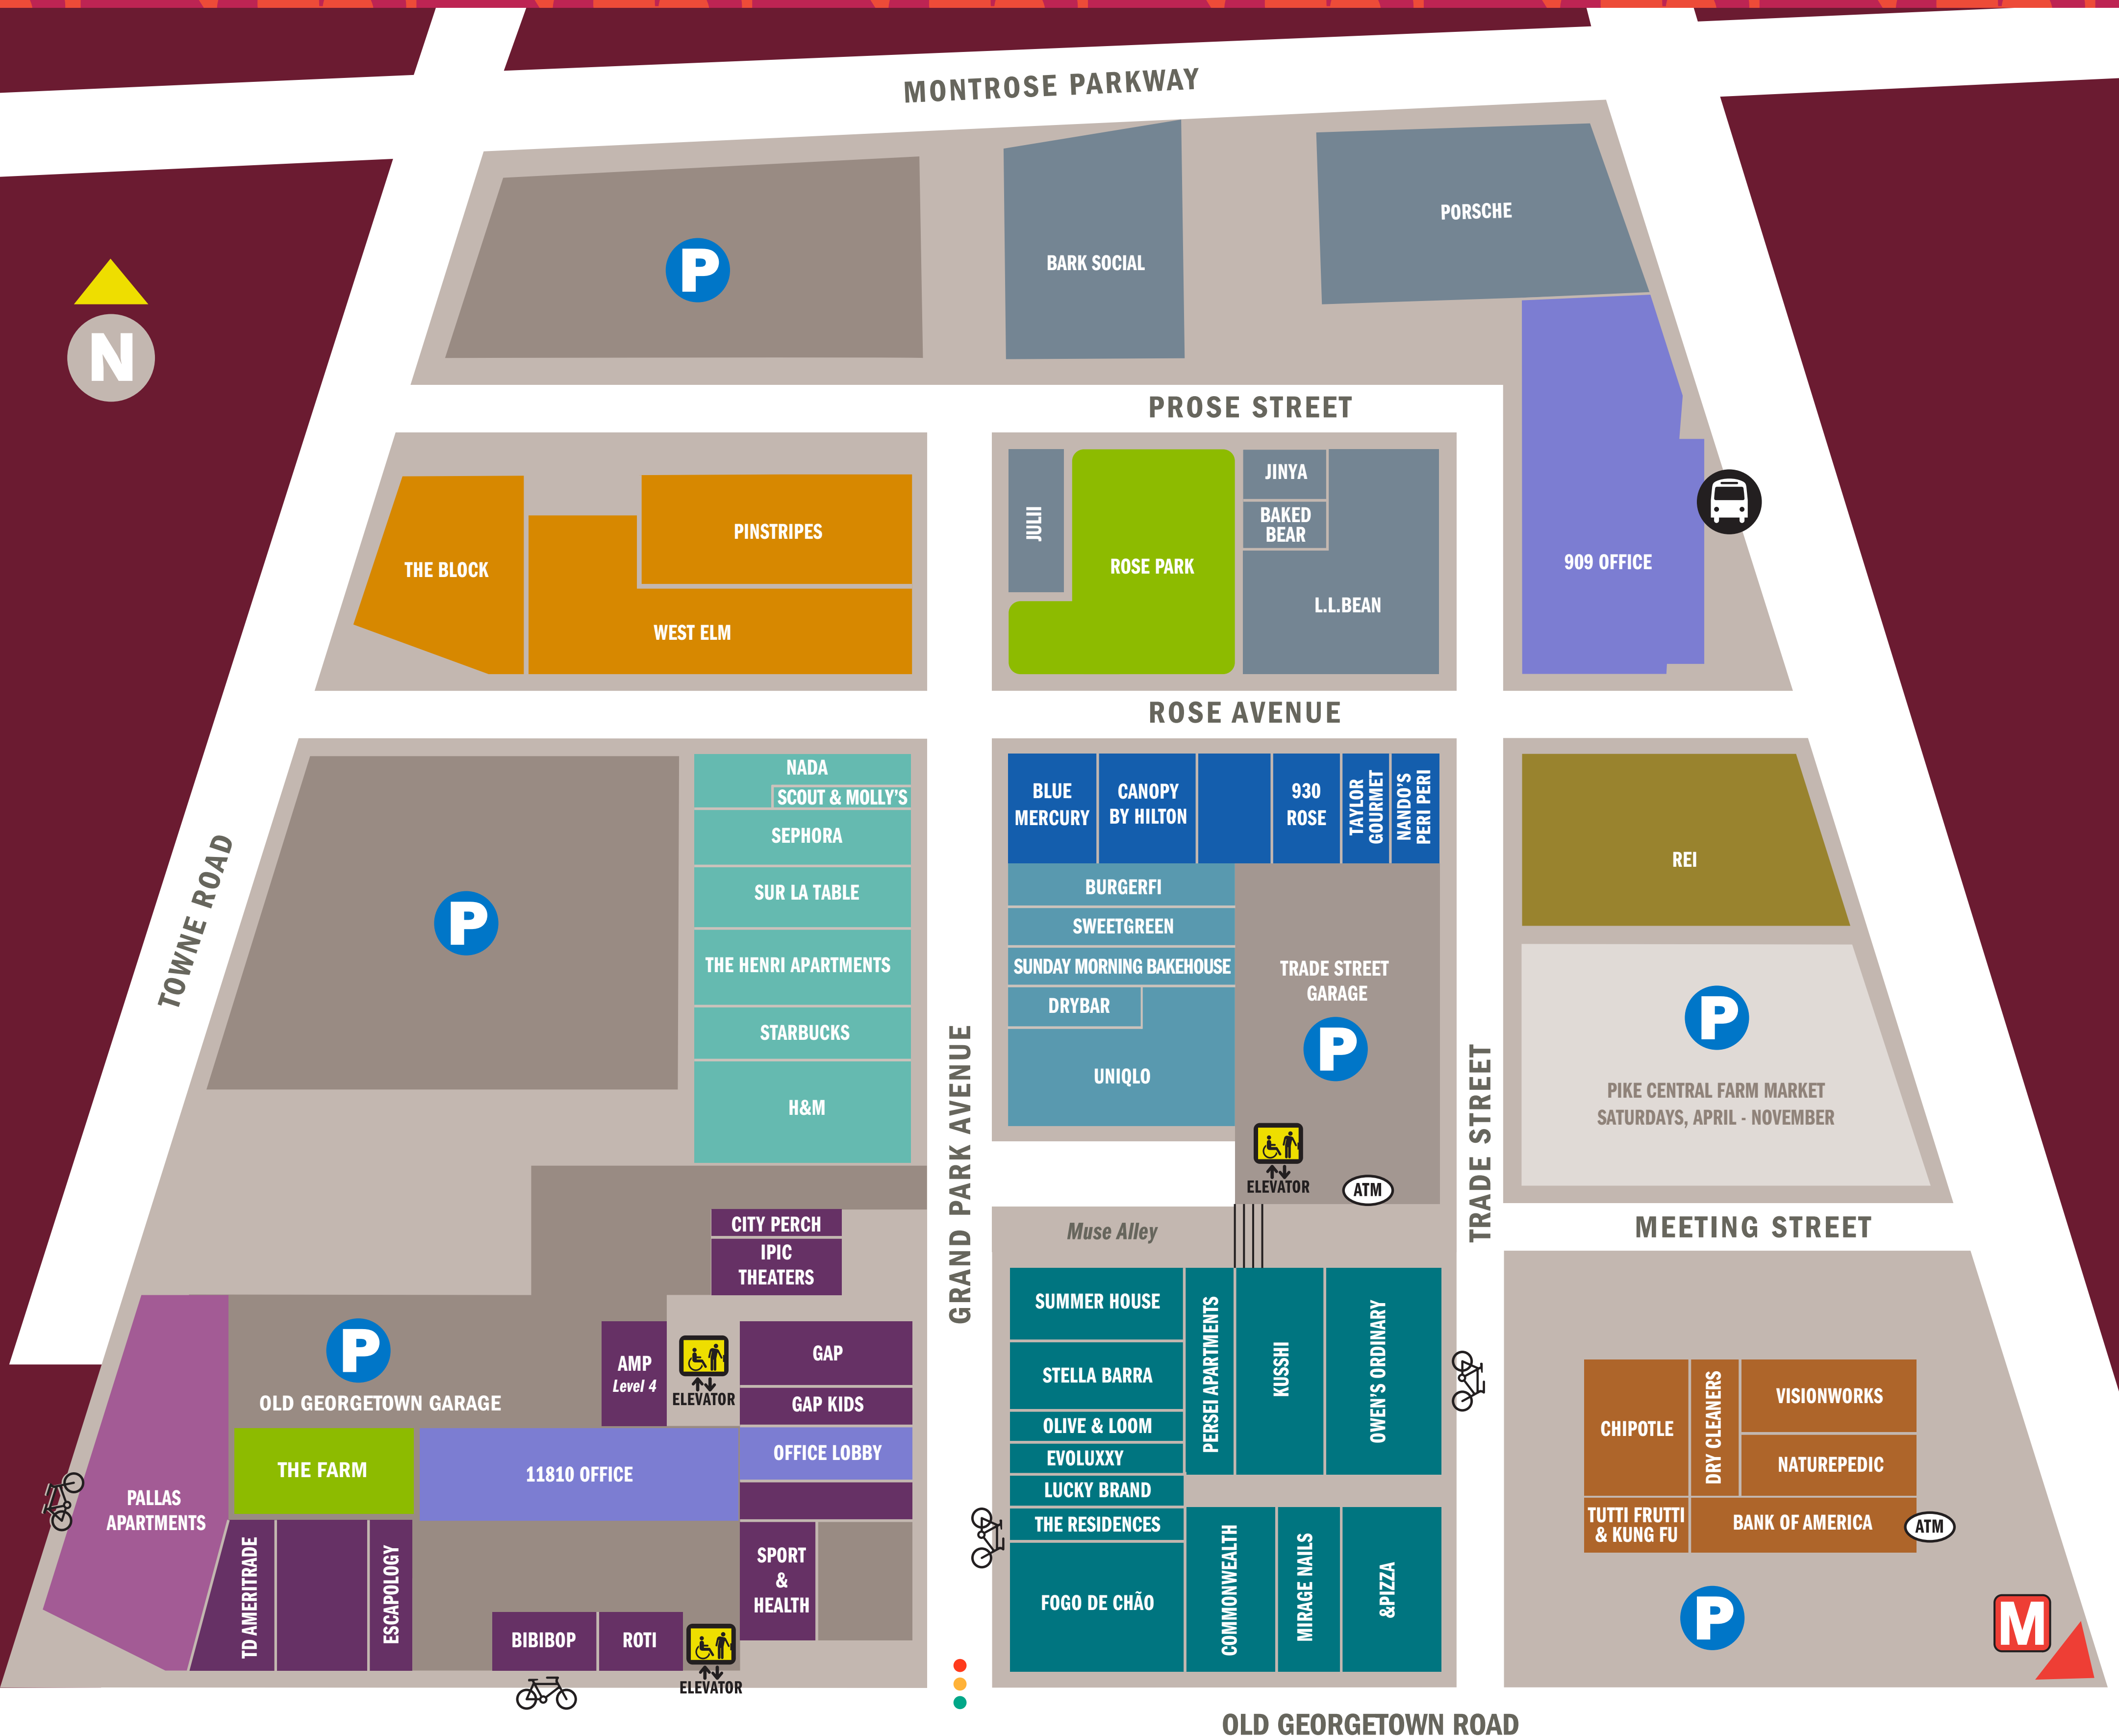 MONTROSE PARKWAY
P
BARK SOCIAL
PORSCHE
N
PROSE STREET
THE BLOCK
PINSTRIPES
WEST ELM
JULII
ROSE PARK
JINYA
BAKED
BEAR
L.L.BEAN
909 OFFICE
ROSE AVENUE
TOWNE ROAD
P
NADA
SCOUT & MOLLY'S
SEPHORA
SUR LA TABLE
THE HENRI APARTMENTS
STARBUCKS
H&M
GRAND PARK AVENUE
BLUE
MERCURY
CANOPY
BY HILTON
930
ROSE
TAYLOR
GOURMET
NANDO'S
PERI PERI
BURGERFI
SWEETGREEN
SUNDAY MORNING BAKEHOUSE
DRYBAR
UNIQLO
TRADE STREET
GARAGE
P
ELEVATOR
ATM
TRADE STREET
REI
P
PIKE CENTRAL FARM MARKET
SATURDAYS, APRIL - NOVEMBER
MEETING STREET
CITY PERCH
IPIC
THEATERS
P
OLD GEORGETOWN GARAGE
AMP
Level 4
ELEVATOR
GAP
GAP KIDS
THE FARM
11810 OFFICE
OFFICE LOBBY
PALLAS
APARTMENTS
TD AMERITRADE
ESCAPOLOGY
BIBIBOP
ROTI
ELEVATOR
SPORT
&
HEALTH
Muse Alley
SUMMER HOUSE
STELLA BARRA
OLIVE & LOOM
EVOLUXXY
LUCKY BRAND
THE RESIDENCES
FOGO DE CHÃO
PERSEI APARTMENTS
KUSSHI
OWEN'S ORDINARY
COMMONWEALTH
MIRAGE NAILS
&PIZZA
CHIPOTLE
DRY CLEANERS
VISIONWORKS
NATUREPEDIC
TUTTI FRUTTI
& KUNG FU
BANK OF AMERICA
ATM
P
M
OLD GEORGETOWN ROAD